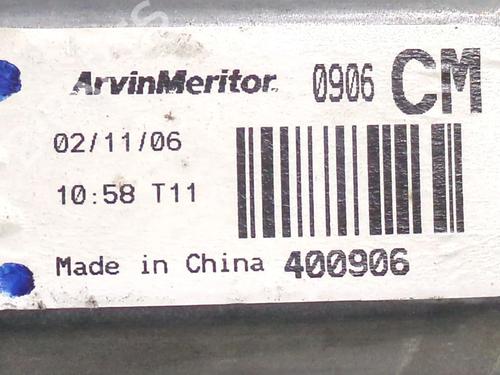 ArvinMeritor 0906 CM
02/11/06
10:58 T11
Made in China 400906